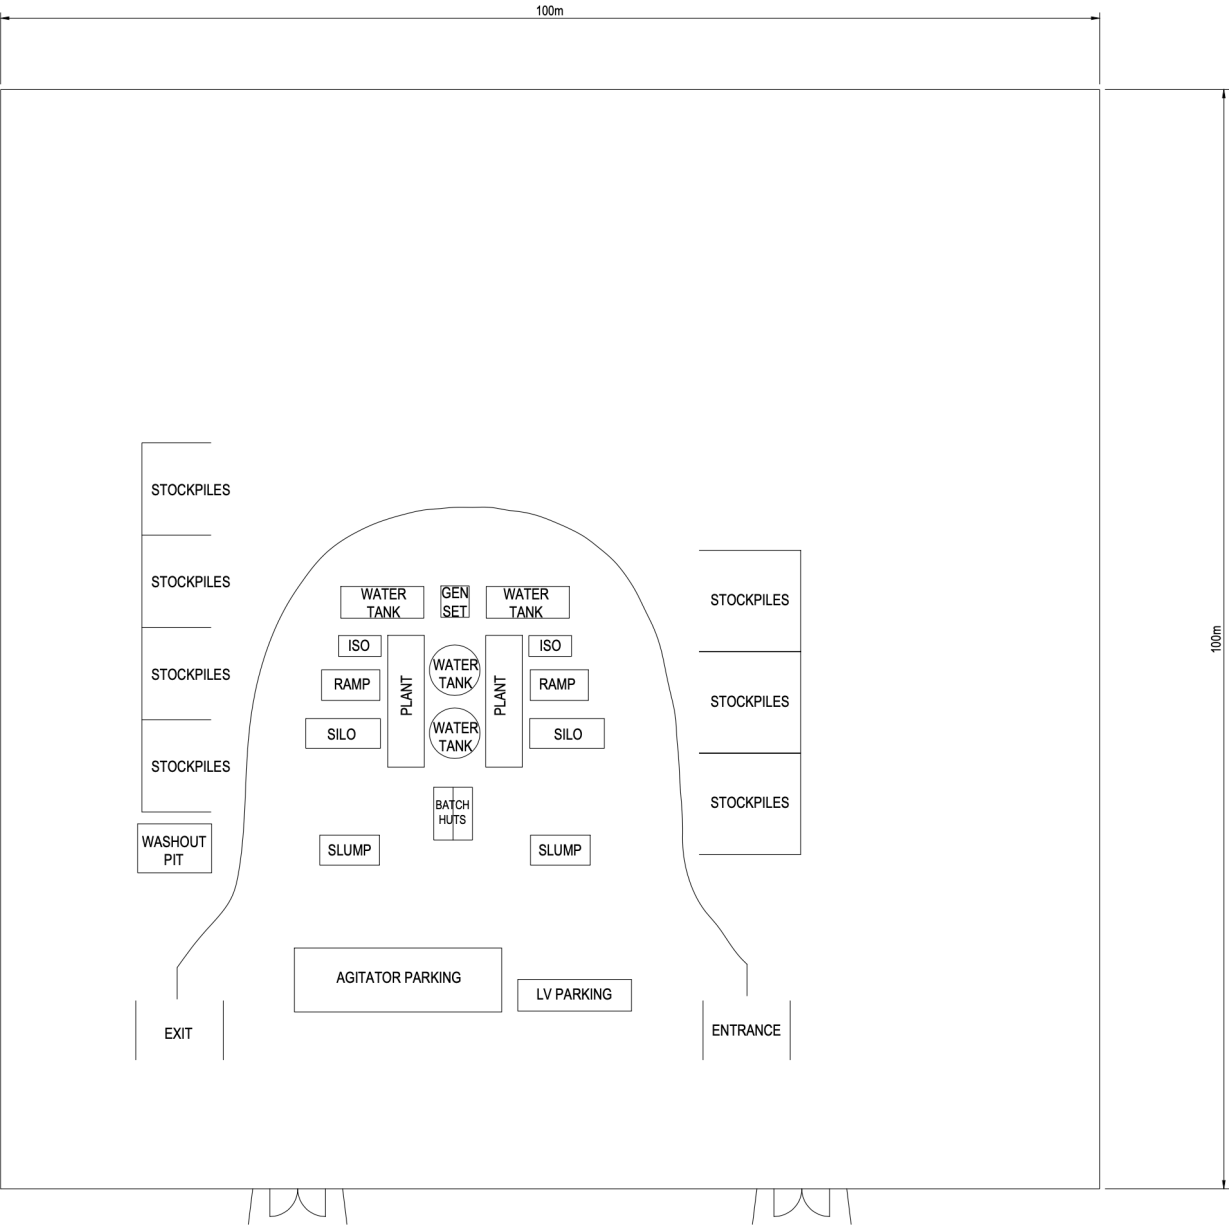 100m
100m
STOCKPILES
STOCKPILES
STOCKPILES
STOCKPILES
WASHOUT
PIT
EXIT
WATER
TANK
GEN
SET
WATER
TANK
ISO
RAMP
SILO
PLANT
WATER
TANK
WATER
TANK
PLANT
ISO
RAMP
SILO
BATCH
HUTS
SLUMP
SLUMP
AGITATOR PARKING
LV PARKING
STOCKPILES
STOCKPILES
STOCKPILES
ENTRANCE